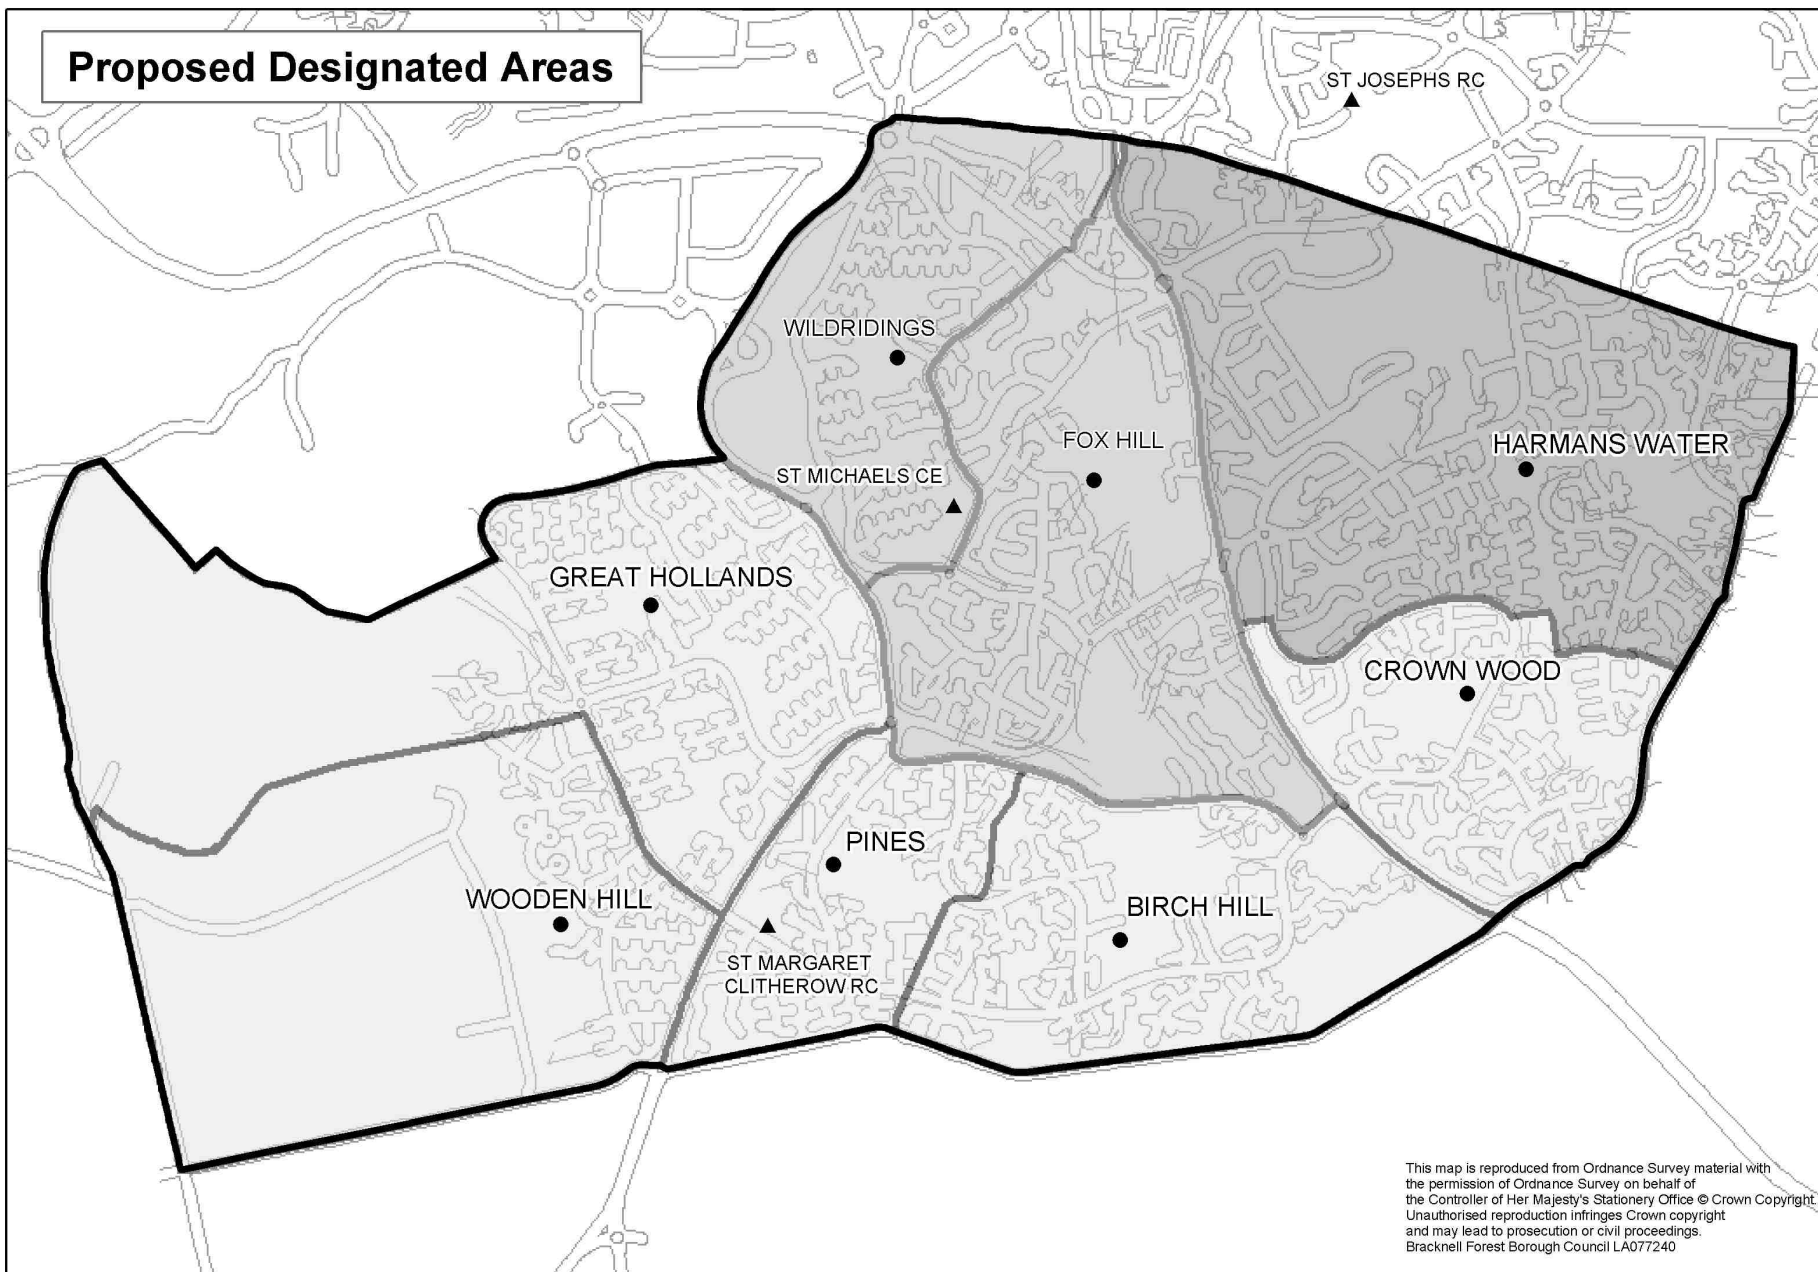 Proposed Designated Areas
ST JOSEPHS RC
WILDRIDINGS
FOX HILL
HARMANS WATER
ST MICHAELS CE
GREAT HOLLANDS
CROWN WOOD
PINES
WOODEN HILL
BIRCH HILL
ST MARGARET
CLITHEROW RC
This map is reproduced from Ordnance Survey material with
the permission of Ordnance Survey on behalf of
the Controller of Her Majesty's Stationery Office © Crown Copyright.
Unauthorised reproduction infringes Crown copyright
and may lead to prosecution or civil proceedings.
Bracknell Forest Borough Council LA077240